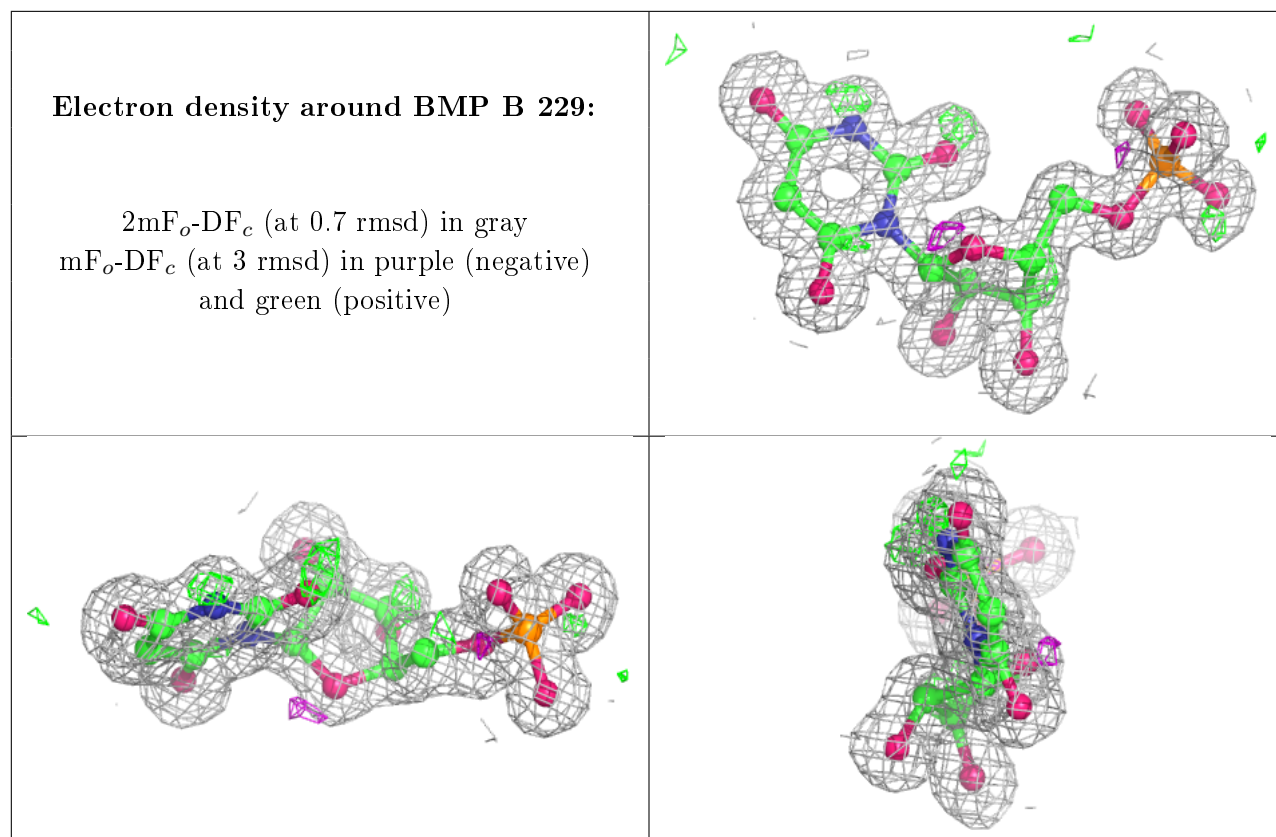 Electron density around BMP B 229:
2mFo-DFc (at 0.7 rmsd) in gray
mFo-DFc (at 3 rmsd) in purple (negative)
and green (positive)